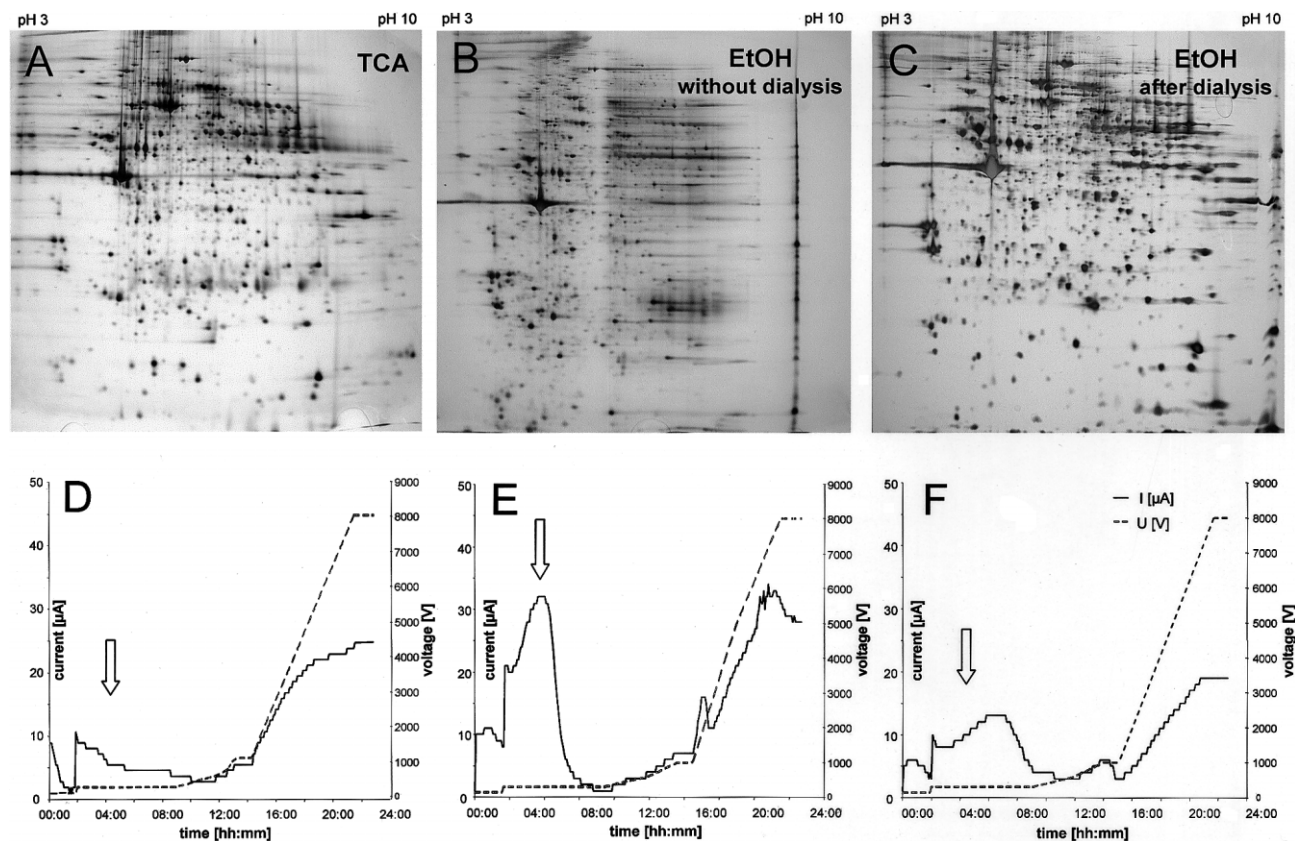 pH 3 pH 10 pH 3 pH 10 pH 3 pH 10
A TCA
B EtOH
without dialysis
C EtOH
after dialysis
D
50
40
30
20
10
0
current [µA]
9000
8000
7000
6000
5000
4000
3000
2000
1000
0
voltage [V]
00:00 04:00 08:00 12:00 16:00 20:00 24:00
time [hh:mm]
E
50
40
30
20
10
0
current [µA]
9000
8000
7000
6000
5000
4000
3000
2000
1000
0
voltage [V]
00:00 04:00 08:00 12:00 16:00 20:00 24:00
time [hh:mm]
F
I [µA]
U [V]
50
40
30
20
10
0
current [µA]
9000
8000
7000
6000
5000
4000
3000
2000
1000
0
voltage [V]
00:00 04:00 08:00 12:00 16:00 20:00 24:00
time [hh:mm]